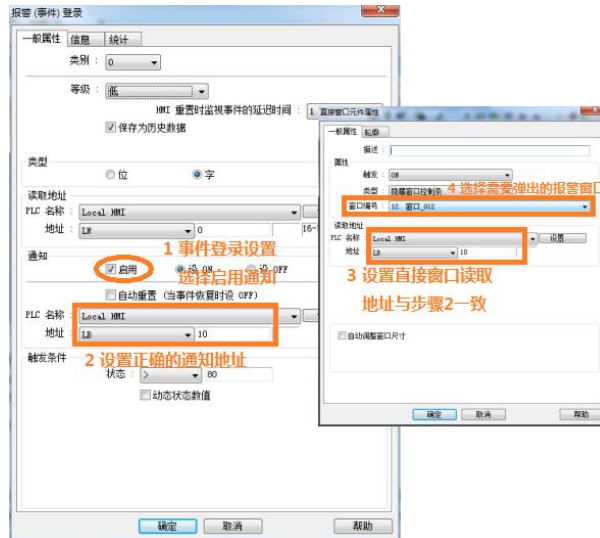 报警 (事件) 登录
一般属性 信息 统计
类别 : 0
等级 : 低
HMI 重置时监视事件的延迟时间 : 1
保存为历史数据
类型
位 字
读取地址
PLC 名称 : Local HMI
地址 : LW 0 16-
通知
1 事件登录设置
选择启用通知
启用 设 ON 设 OFF
自动重置 (当事件恢复时设 OFF)
PLC 名称 : Local HMI
地址 : LB 10
2 设置正确的通知地址
触发条件
状态 : > 80
动态状态数值
确定 取消 帮助
直接窗口元件属性
一般属性 轮廓
描述 :
属性
触发 : ON
类型 : 隐藏窗口控制条
4 选择需要弹出的报警窗口
窗口编号 : 12. 窗口_012
读取地址
PLC 名称 : Local HMI 设置...
地址 : LB 10
3 设置直接窗口读取
地址与步骤2一致
自动调整窗口尺寸
确定 取消 帮助